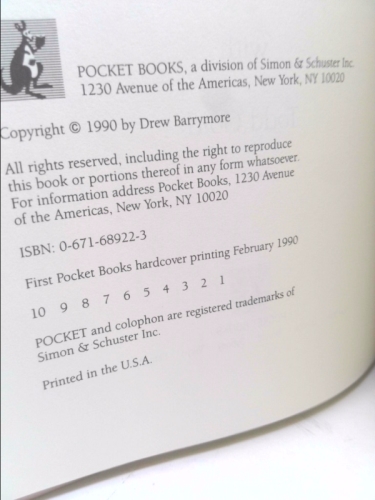 POCKET BOOKS, a division of Simon & Schuster Inc.
1230 Avenue of the Americas, New York, NY 10020
Copyright © 1990 by Drew Barrymore
All rights reserved, including the right to reproduce
this book or portions thereof in any form whatsoever.
For information address Pocket Books, 1230 Avenue
of the Americas, New York, NY 10020
ISBN: 0-671-68922-3
First Pocket Books hardcover printing February 1990
10 9 8 7 6 5 4 3 2 1
POCKET and colophon are registered trademarks of
Simon & Schuster Inc.
Printed in the U.S.A.